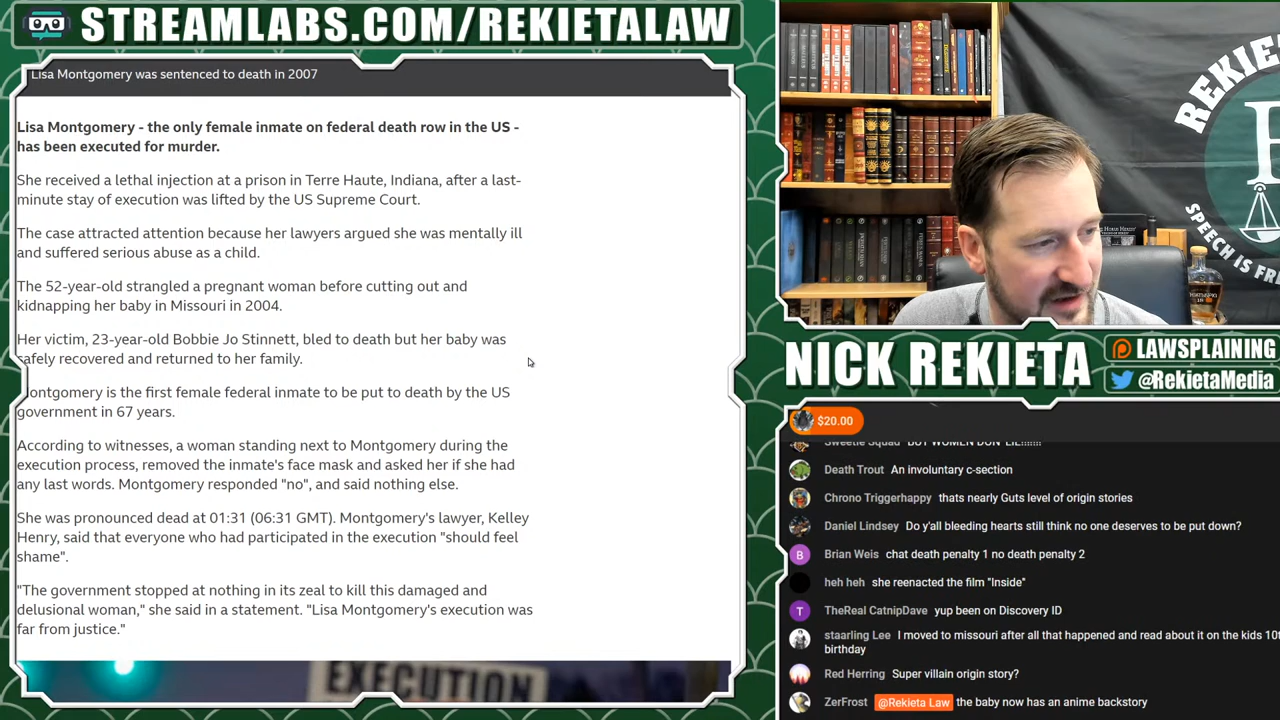 STREAMLABS.COM/REKIETALAW
Lisa Montgomery was sentenced to death in 2007
Lisa Montgomery - the only female inmate on federal death row in the US -
has been executed for murder.
She received a lethal injection at a prison in Terre Haute, Indiana, after a last-
minute stay of execution was lifted by the US Supreme Court.
The case attracted attention because her lawyers argued she was mentally ill
and suffered serious abuse as a child.
The 52-year-old strangled a pregnant woman before cutting out and
kidnapping her baby in Missouri in 2004.
Her victim, 23-year-old Bobbie Jo Stinnett, bled to death but her baby was
safely recovered and returned to her family.
Montgomery is the first female federal inmate to be put to death by the US
government in 67 years.
According to witnesses, a woman standing next to Montgomery during the
execution process, removed the inmate's face mask and asked her if she had
any last words. Montgomery responded "no", and said nothing else.
She was pronounced dead at 01:31 (06:31 GMT). Montgomery's lawyer, Kelley
Henry, said that everyone who had participated in the execution "should feel
shame".
"The government stopped at nothing in its zeal to kill this damaged and
delusional woman," she said in a statement. "Lisa Montgomery's execution was
far from justice."
EXECUTION
REKIE
SPEECH IS FR
NICK REKIETA
LAWSPLAINING
@RekietaMedia
$20.00
Sweetie Squad BUT WOMEN DON' LIE!!!!!!!
Death Trout An involuntary c-section
Chrono Triggerhappy thats nearly Guts level of origin stories
Daniel Lindsey Do y'all bleeding hearts still think no one deserves to be put down?
B Brian Weis chat death penalty 1 no death penalty 2
heh heh she reenacted the film "Inside"
T TheReal CatnipDave yup been on Discovery ID
staarling Lee I moved to missouri after all that happened and read about it on the kids 10t
birthday
Red Herring Super villain origin story?
ZerFrost @Rekieta Law the baby now has an anime backstory